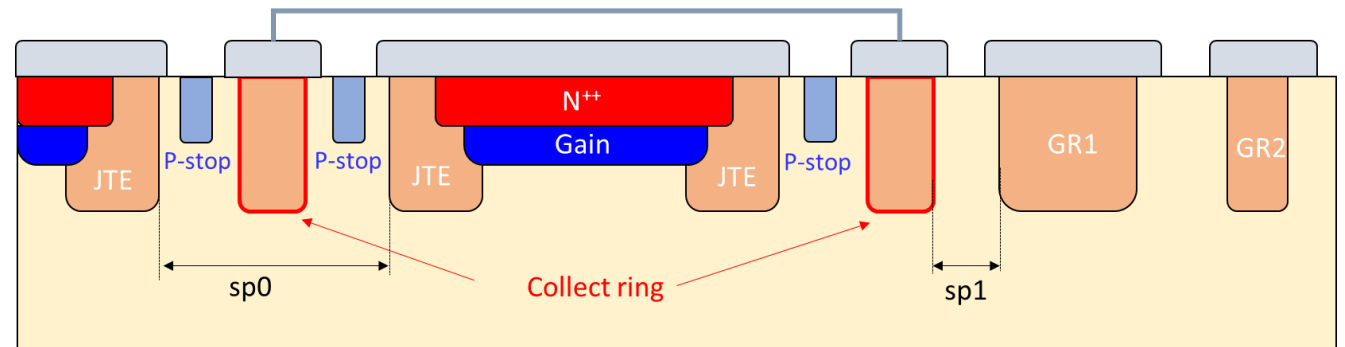 N++
Gain
P-stop
P-stop
P-stop
JTE
JTE
JTE
GR1
GR2
sp0
Collect ring
sp1